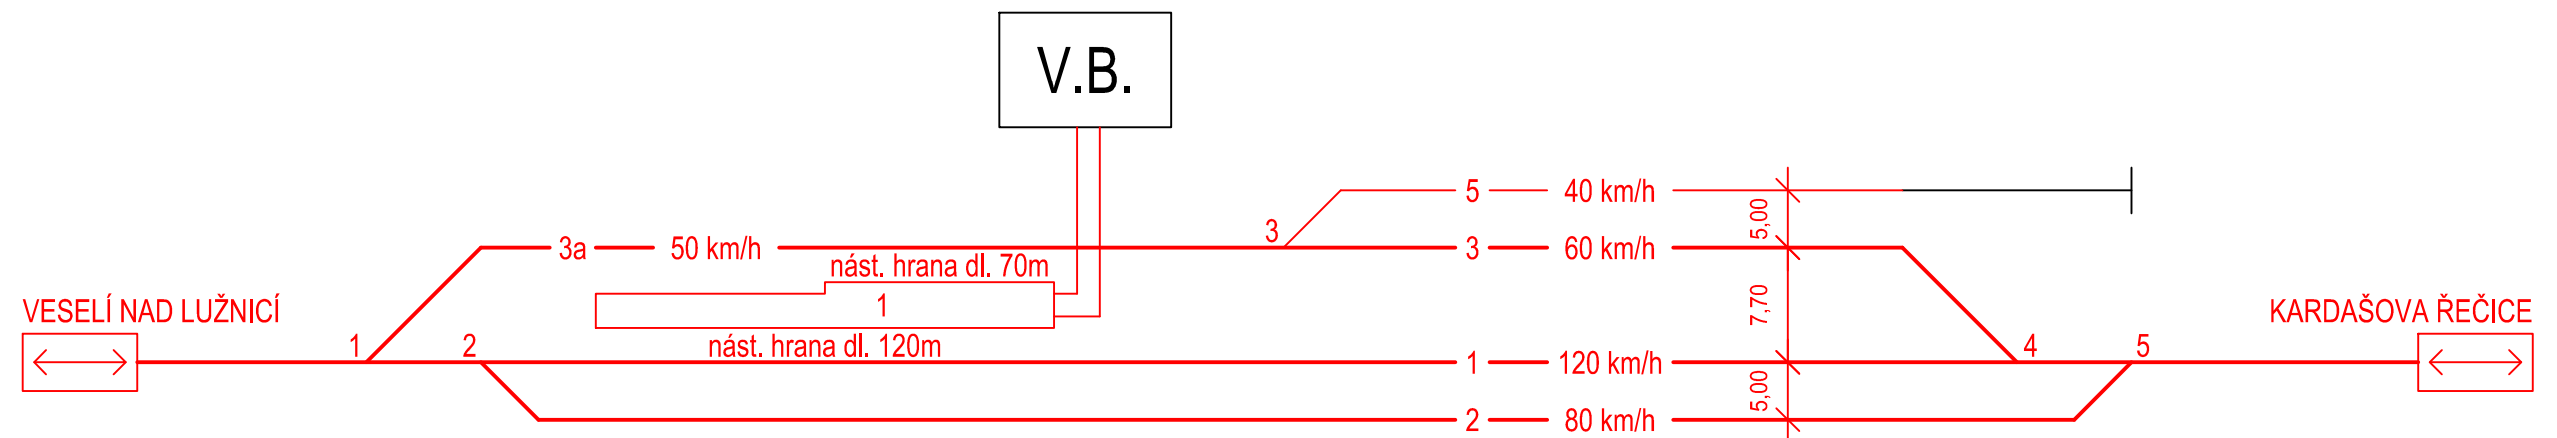 V.B.
5 40 km/h
5,00
3
3a 50 km/h
3 60 km/h
nást. hrana dl. 70m
1
7,70
VESELÍ NAD LUŽNICÍ
KARDAŠOVA ŘEČICE
1
2
nást. hrana dl. 120m
4
5
1 120 km/h
5,00
2 80 km/h